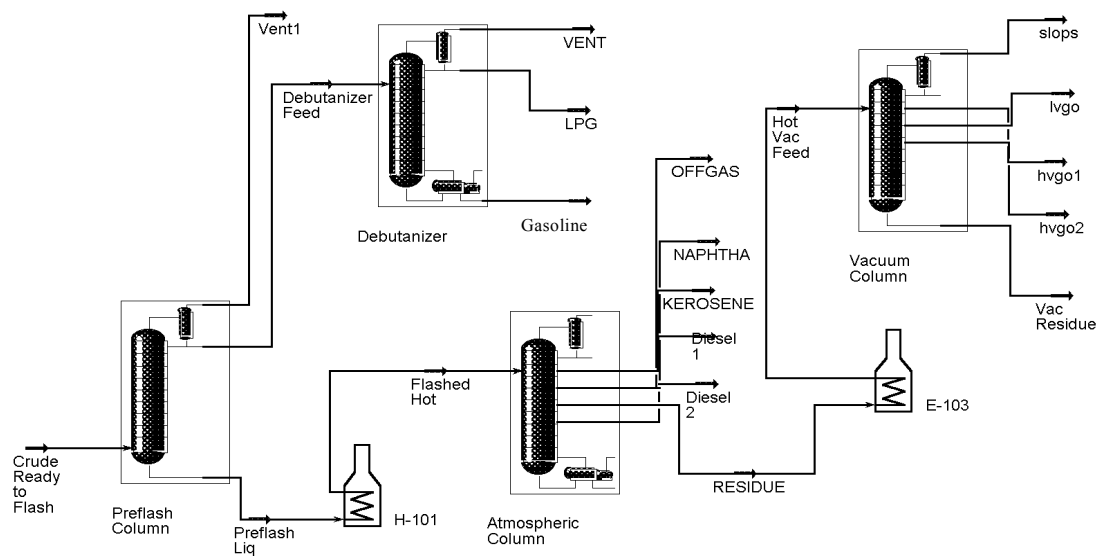 Vent1
VENT
Debutanizer
Feed
LPG
Gasoline
Debutanizer
slops
lvgo
Hot
Vac
Feed
hvgo1
hvgo2
Vacuum
Column
Vac
Residue
OFFGAS
NAPHTHA
KEROSENE
Diesel
1
Diesel
2
Flashed
Hot
E-103
RESIDUE
Crude
Ready
to
Flash
Preflash
Column
Preflash
Liq
H-101
Atmospheric
Column